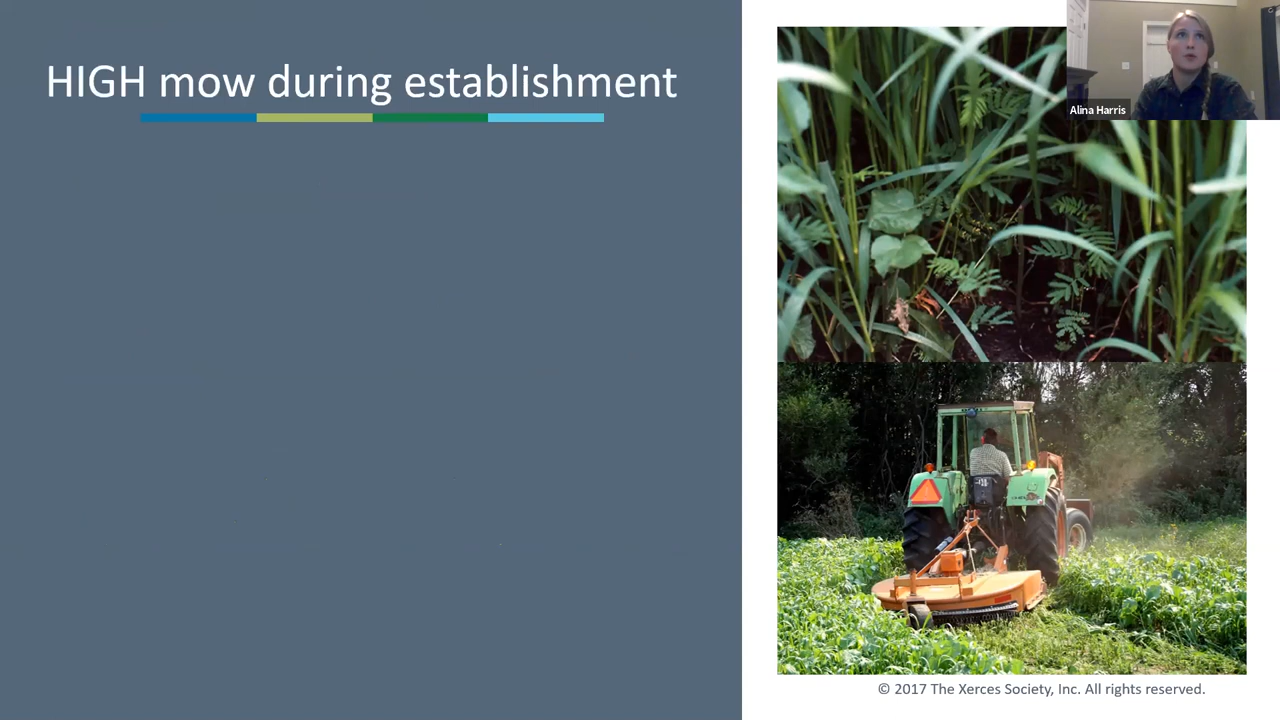 HIGH mow during establishment
Alina Harris
© 2017 The Xerces Society, Inc. All rights reserved.